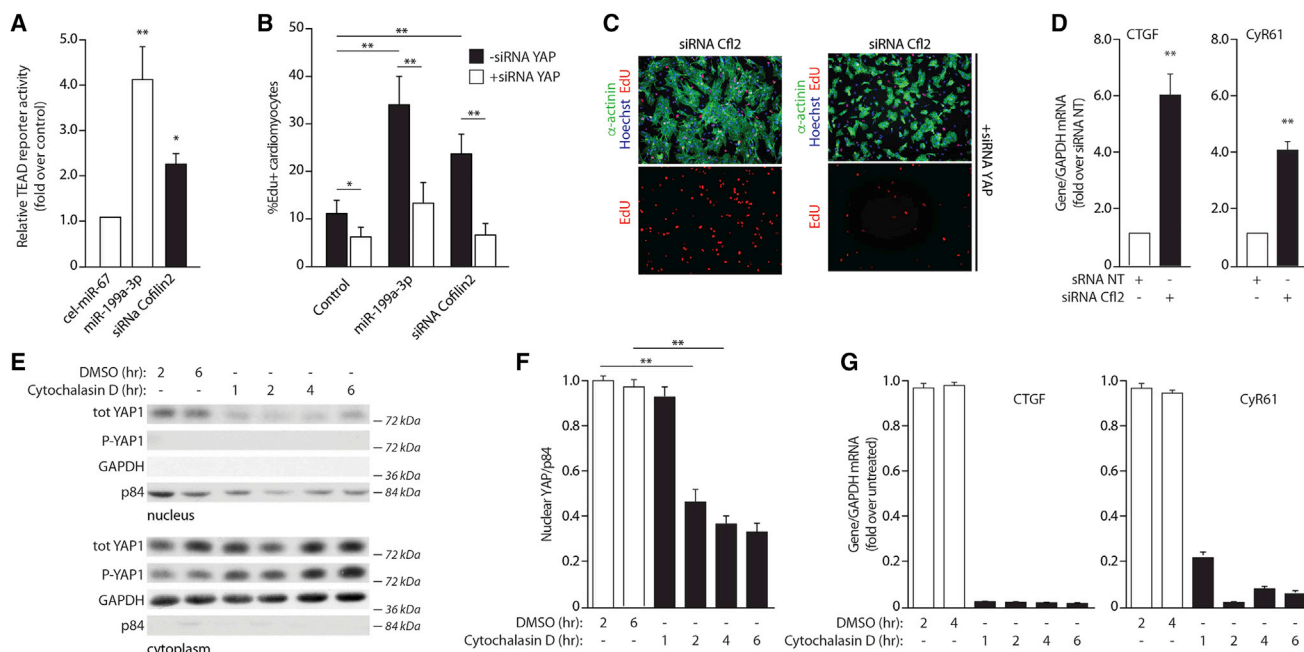 A
Relative TEAD reporter activity
(fold over control)
5.0
4.0
3.0
2.0
1.0
0
**
*
cel-miR-67
miR-199a-3p
siRNa Cofilin2
B
%Edu+ cardiomyocytes
50%
40
30
20
10
0
**
**
**
**
*
-siRNA YAP
+siRNA YAP
Control
miR-199a-3p
siRNA Cofilin2
C
siRNA Cfl2
siRNA Cfl2
α-actinin
Hoechst EdU
EdU
α-actinin
Hoechst EdU
EdU
+siRNA YAP
D
CTGF
CyR61
Gene/GAPDH mRNA
(fold over siRNA NT)
8.0
6.0
4.0
2.0
0
**
8.0
6.0
4.0
2.0
0
**
sRNA NT + - + -
siRNA Cfl2 - + - +
E
DMSO (hr): 2 6 - - - -
Cytochalasin D (hr): - - 1 2 4 6
tot YAP1
72 kDa
P-YAP1
72 kDa
GAPDH
36 kDa
p84
84 kDa
nucleus
tot YAP1
72 kDa
P-YAP1
72 kDa
GAPDH
36 kDa
p84
84 kDa
cytoplasm
F
Nuclear YAP/p84
1.0
0.8
0.6
0.4
0.2
0
**
**
DMSO (hr): 2 6 - - - -
Cytochalasin D (hr): - - 1 2 4 6
G
Gene/GAPDH mRNA
(fold over untreated)
CTGF
1.0
0.8
0.6
0.4
0.2
0
CyR61
1.0
0.8
0.6
0.4
0.2
0
DMSO (hr): 2 4 - - - - 2 4 - - - -
Cytochalasin D (hr): - - 1 2 4 6 - - 1 2 4 6